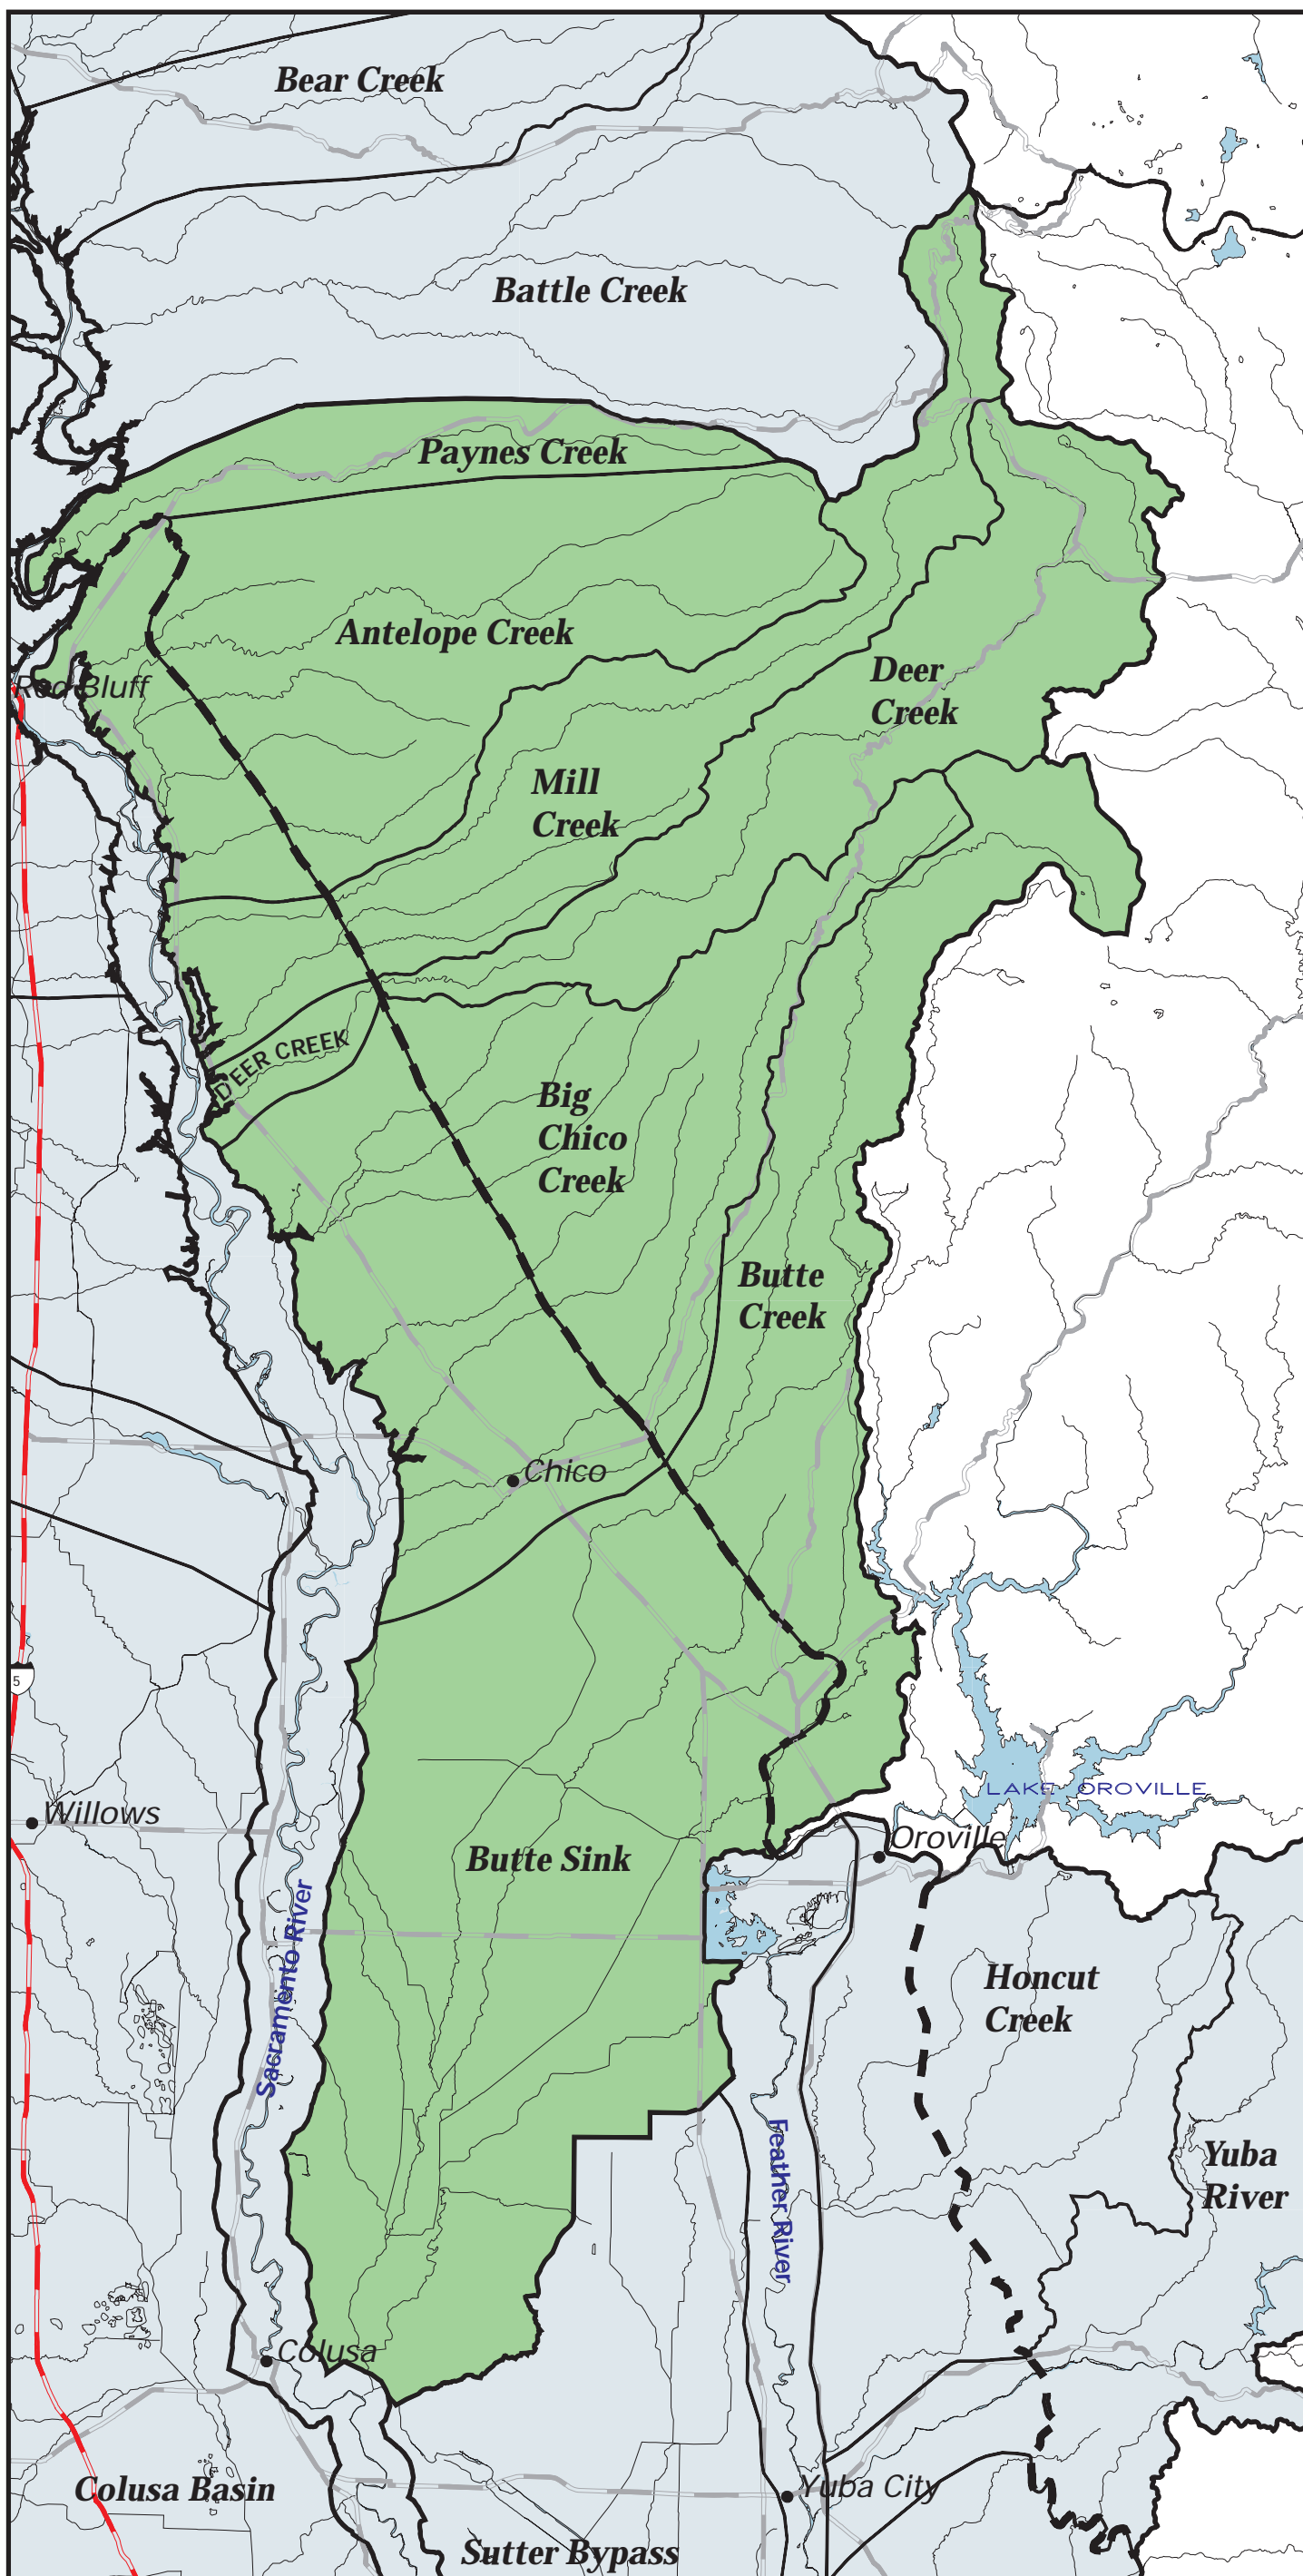 Bear Creek
Battle Creek
Paynes Creek
Antelope Creek
Red Bluff
Deer
Creek
Mill
Creek
DEER CREEK
Big
Chico
Creek
Butte
Creek
Chico
5
LAKE OROVILLE
Willows
Oroville
Butte Sink
Sacramento River
Honcut
Creek
Feather River
Yuba
River
Colusa
Colusa Basin
Yuba City
Sutter Bypass